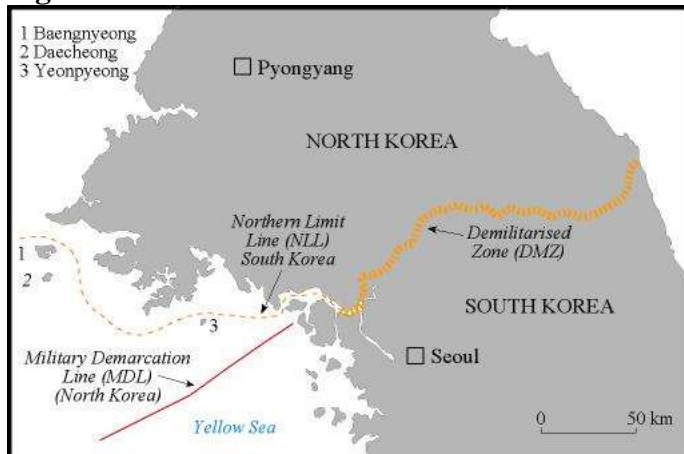 1 Baengnyeong
2 Daecheong
3 Yeonpyeong
Pyongyang
NORTH KOREA
Northern Limit
Line (NLL)
South Korea
Demilitarised
Zone (DMZ)
1
2
3
SOUTH KOREA
Seoul
Military Demarcation
Line (MDL)
(North Korea)
Yellow Sea
0 50 km